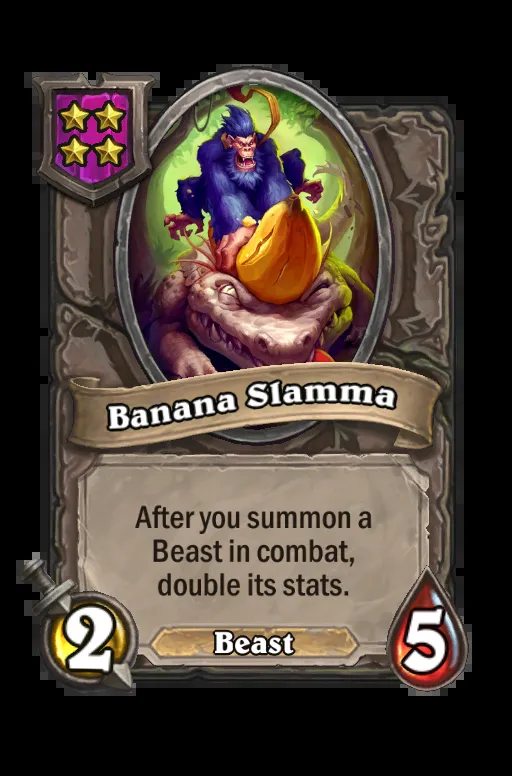 Banana Slamma
After you summon a
Beast in combat,
double its stats.
2
Beast
5